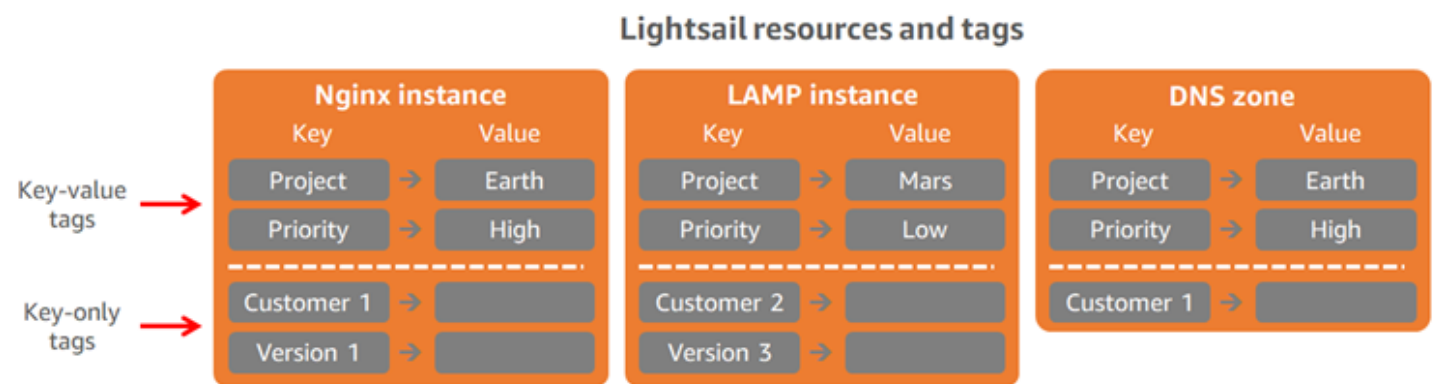 Lightsail resources and tags
Nginx instance LAMP instance DNS zone
Key Value Key Value Key Value
Project → Earth Project → Mars Project → Earth
Key-value
tags
Priority → High Priority → Low Priority → High
Customer 1 → Customer 2 → Customer 1 →
Key-only
tags
Version 1 → Version 3 →